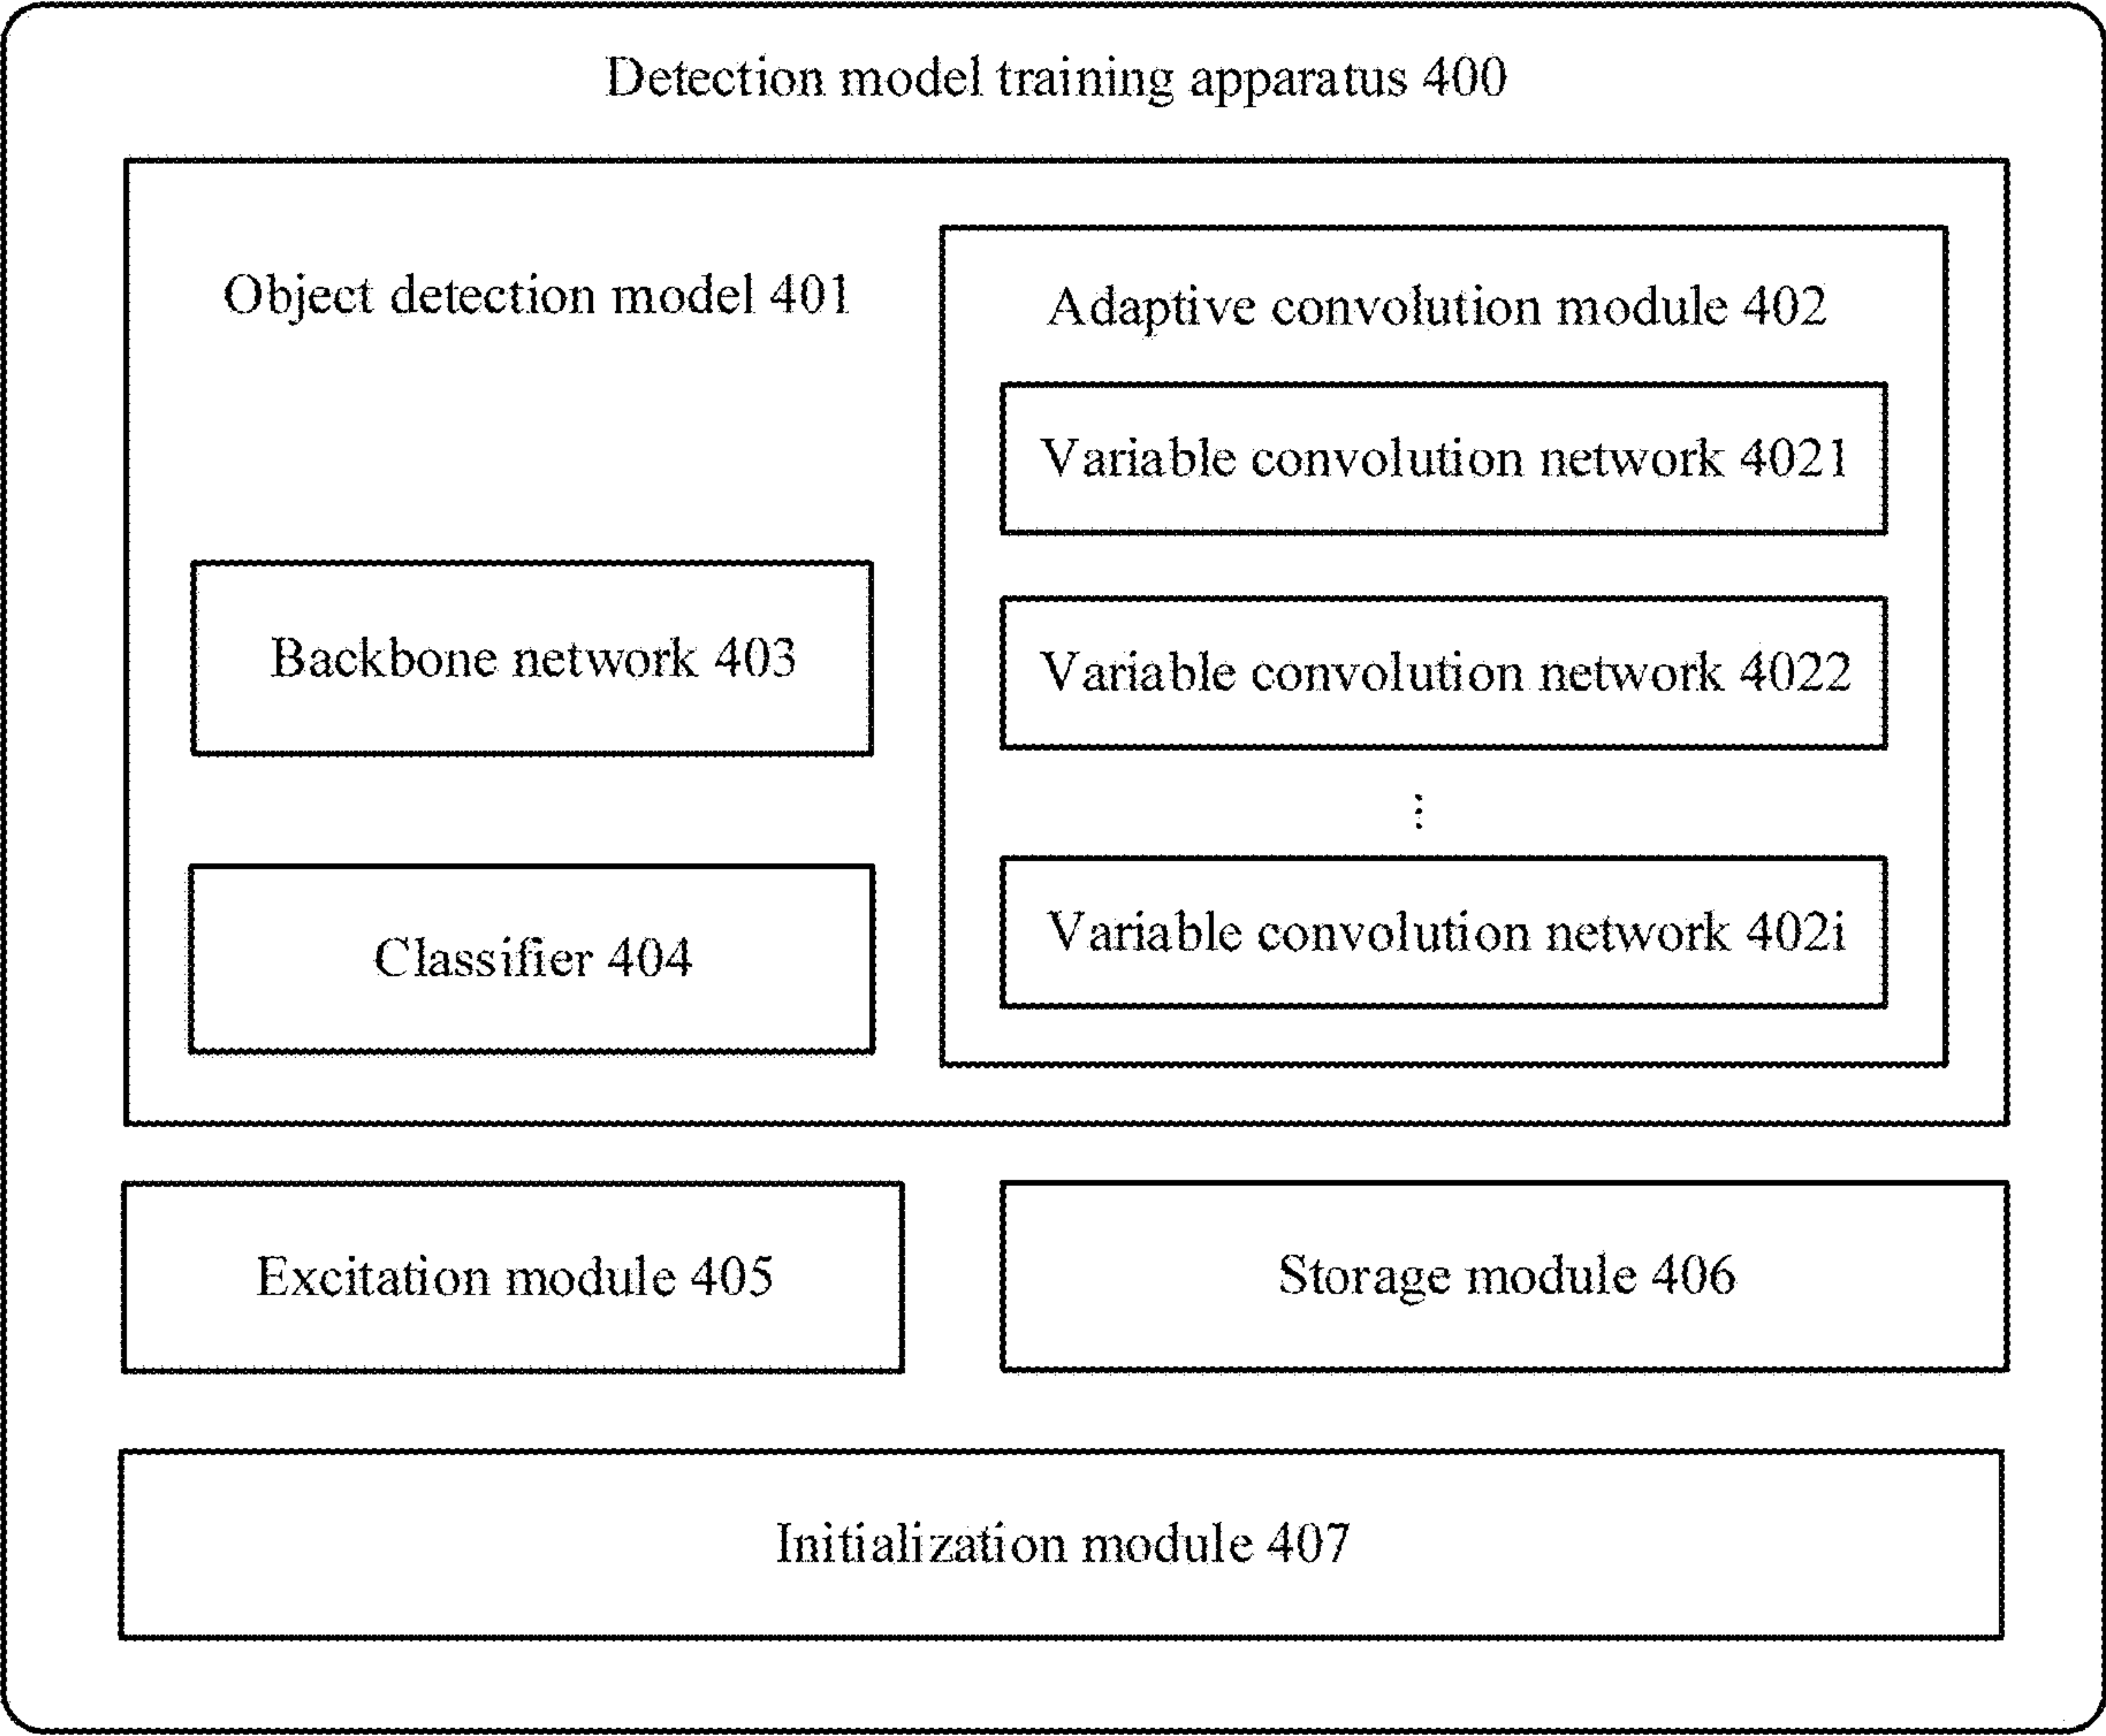 Detection model training apparatus 400
Object detection model 401
Adaptive convolution module 402
Variable convolution network 4021
Backbone network 403
Variable convolution network 4022
⋮
Classifier 404
Variable convolution network 402i
Excitation module 405
Storage module 406
Initialization module 407